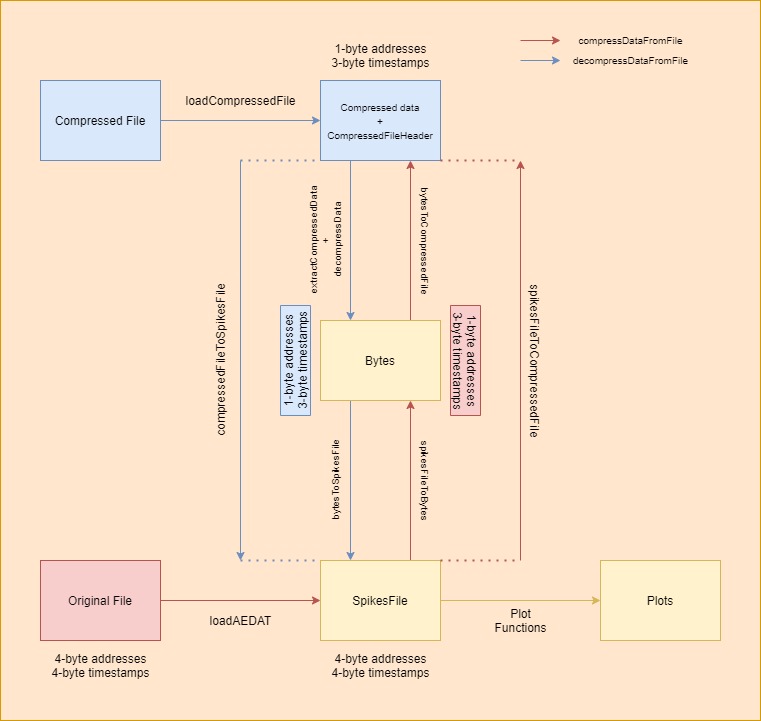 1-byte addresses
3-byte timestamps
compressDataFromFile
decompressDataFromFile
Compressed File
loadCompressedFile
Compressed data
+
CompressedFileHeader
compressedFileToSpikesFile
extractCompressedData
+
decompressData
bytesToCompressedFile
spikesFileToCompressedFile
1-byte addresses
3-byte timestamps
Bytes
1-byte addresses
3-byte timestamps
bytesToSpikesFile
spikesFileToBytes
Original File
loadAEDAT
SpikesFile
Plot
Functions
Plots
4-byte addresses
4-byte timestamps
4-byte addresses
4-byte timestamps